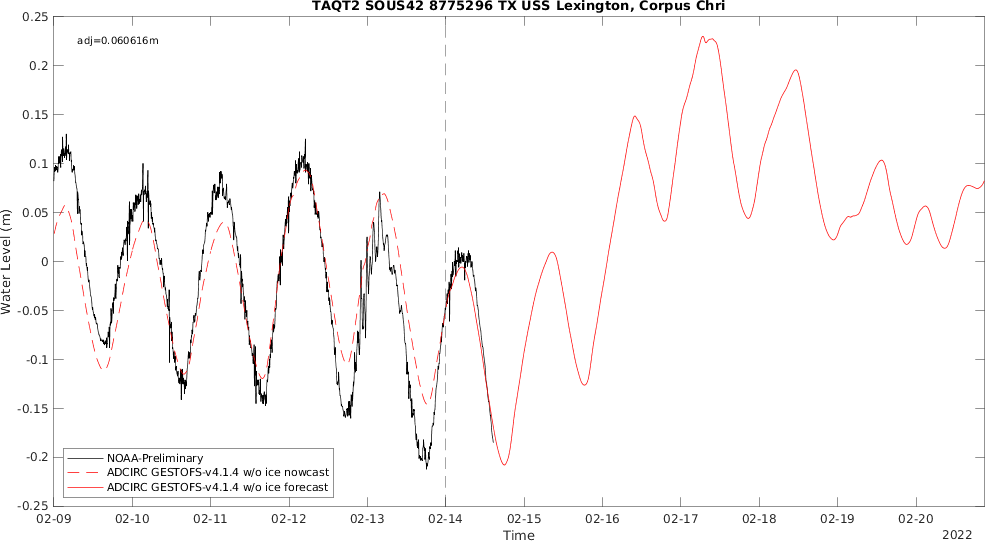 TAQT2 SOUS42 8775296 TX USS Lexington, Corpus Chri
adj=0.060616m
0.25
0.2
0.15
0.1
0.05
0
-0.05
-0.1
-0.15
-0.2
-0.25
Water Level (m)
NOAA-Preliminary
ADCIRC GESTOFS-v4.1.4 w/o ice nowcast
ADCIRC GESTOFS-v4.1.4 w/o ice forecast
02-09 02-10 02-11 02-12 02-13 02-14 02-15 02-16 02-17 02-18 02-19 02-20
Time
2022